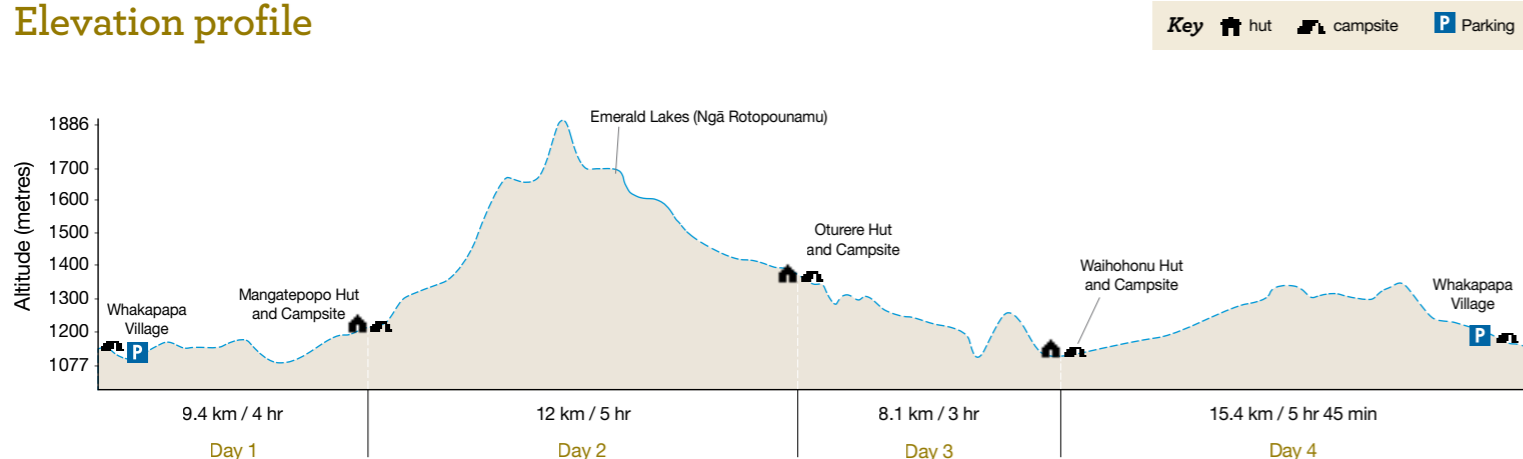 Elevation profile
Key hut campsite P Parking
Altitude (metres)
1886
1700
1600
1500
1400
1300
1200
1077
Whakapapa
Village
P
Mangatepopo Hut
and Campsite
Emerald Lakes (Ngā Rotopounamu)
Oturere Hut
and Campsite
Waihohonu Hut
and Campsite
Whakapapa
Village
P
9.4 km / 4 hr
12 km / 5 hr
8.1 km / 3 hr
15.4 km / 5 hr 45 min
Day 1
Day 2
Day 3
Day 4